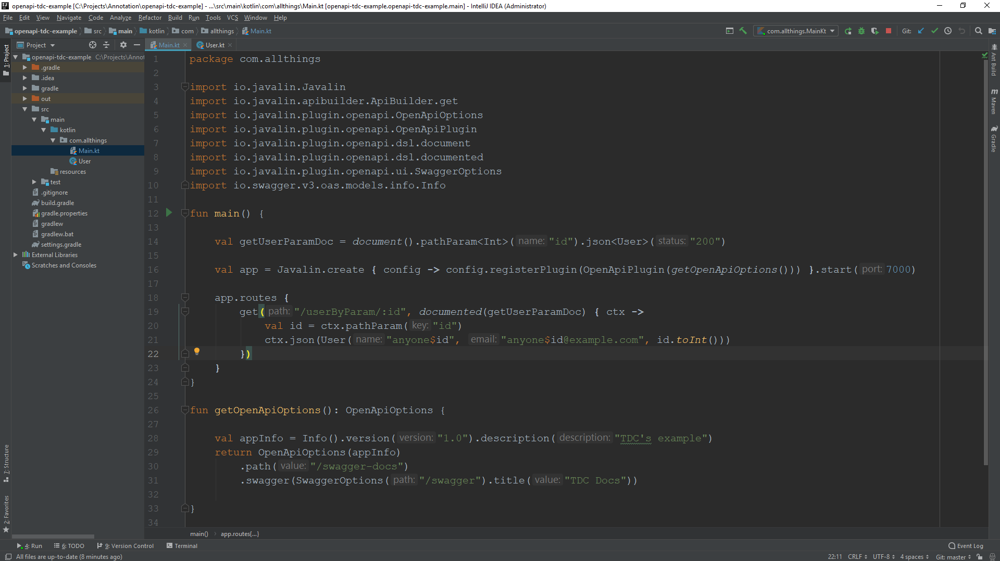 openapi-tdc-example [C:\Projects\Annotation\openapi-tdc-example] - ...\src\main\kotlin\com\allthings\Main.kt [openapi-tdc-example.openapi-tdc-example.main] - IntelliJ IDEA (Administrator)
File Edit View Navigate Code Analyze Refactor Build Run Tools VCS Window Help
openapi-tdc-example src main kotlin com allthings Main.kt com.allthings.MainKt Git:
Project Main.kt User.kt
1: Project
openapi-tdc-example C:\Projects\Annot
.gradle
.idea
gradle
out
src
main
kotlin
com.allthings
Main.kt
User
resources
test
.gitignore
build.gradle
gradle.properties
gradlew
gradlew.bat
settings.gradle
External Libraries
Scratches and Consoles
7: Structure
2: Favorites
1 package com.allthings
2
3 import io.javalin.Javalin
4 import io.javalin.apibuilder.ApiBuilder.get
5 import io.javalin.plugin.openapi.OpenApiOptions
6 import io.javalin.plugin.openapi.OpenApiPlugin
7 import io.javalin.plugin.openapi.dsl.document
8 import io.javalin.plugin.openapi.dsl.documented
9 import io.javalin.plugin.openapi.ui.SwaggerOptions
10 import io.swagger.v3.oas.models.info.Info
11
12 fun main() {
13
14 val getUserParamDoc = document().pathParam<Int>( name: "id").json<User>( status: "200")
15
16 val app = Javalin.create { config -> config.registerPlugin(OpenApiPlugin(getOpenApiOptions())) }.start( port: 7000)
17
18 app.routes {
19 get( path: "/userByParam/:id", documented(getUserParamDoc) { ctx ->
20 val id = ctx.pathParam( key: "id")
21 ctx.json(User( name: "anyone$id", email: "anyone$id@example.com", id.toInt()))
22 })
23 }
24 }
25
26 fun getOpenApiOptions(): OpenApiOptions {
27
28 val appInfo = Info().version( version: "1.0").description( description: "TDC's example")
29 return OpenApiOptions(appInfo)
30 .path( value: "/swagger-docs")
31 .swagger(SwaggerOptions( path: "/swagger").title( value: "TDC Docs"))
32
33 }
34
Ant Build
m Maven
Gradle
main() app.routes{...}
4: Run 6: TODO 9: Version Control Terminal Event Log
All files are up-to-date (8 minutes ago) 22:11 CRLF UTF-8 4 spaces Git: master